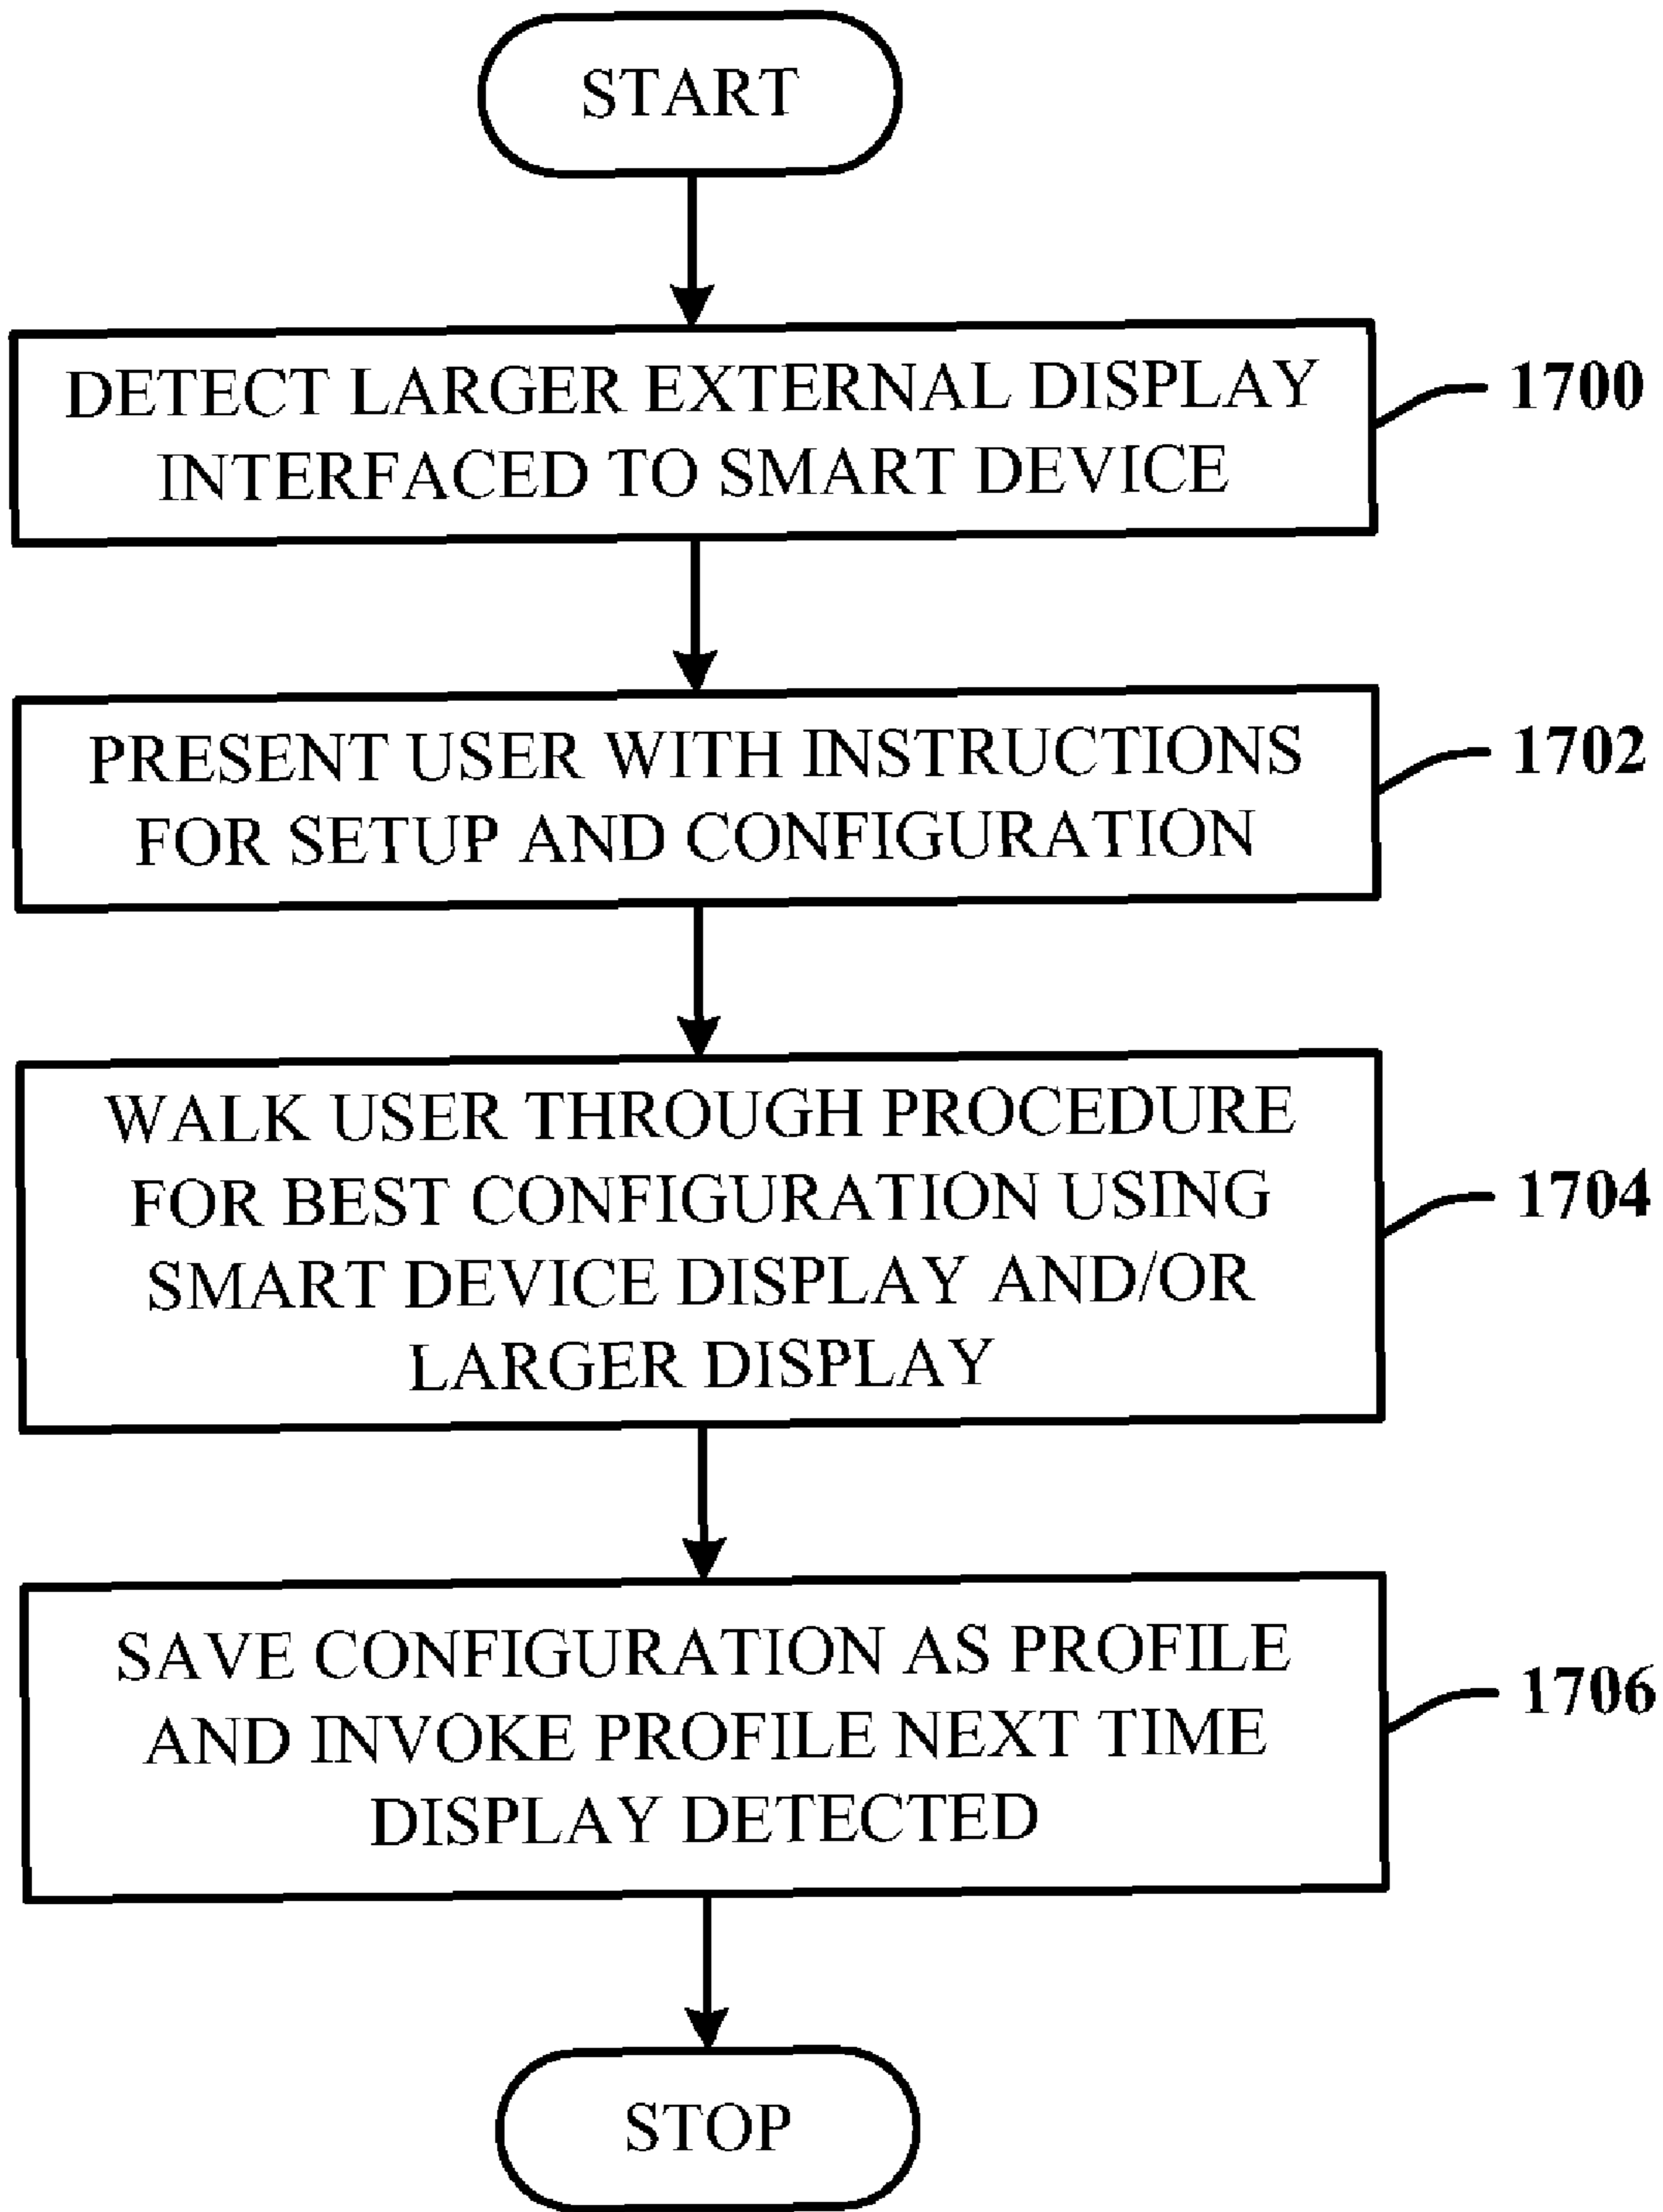 START
DETECT LARGER EXTERNAL DISPLAY
INTERFACED TO SMART DEVICE
1700
PRESENT USER WITH INSTRUCTIONS
FOR SETUP AND CONFIGURATION
1702
WALK USER THROUGH PROCEDURE
FOR BEST CONFIGURATION USING
SMART DEVICE DISPLAY AND/OR
LARGER DISPLAY
1704
SAVE CONFIGURATION AS PROFILE
AND INVOKE PROFILE NEXT TIME
DISPLAY DETECTED
1706
STOP